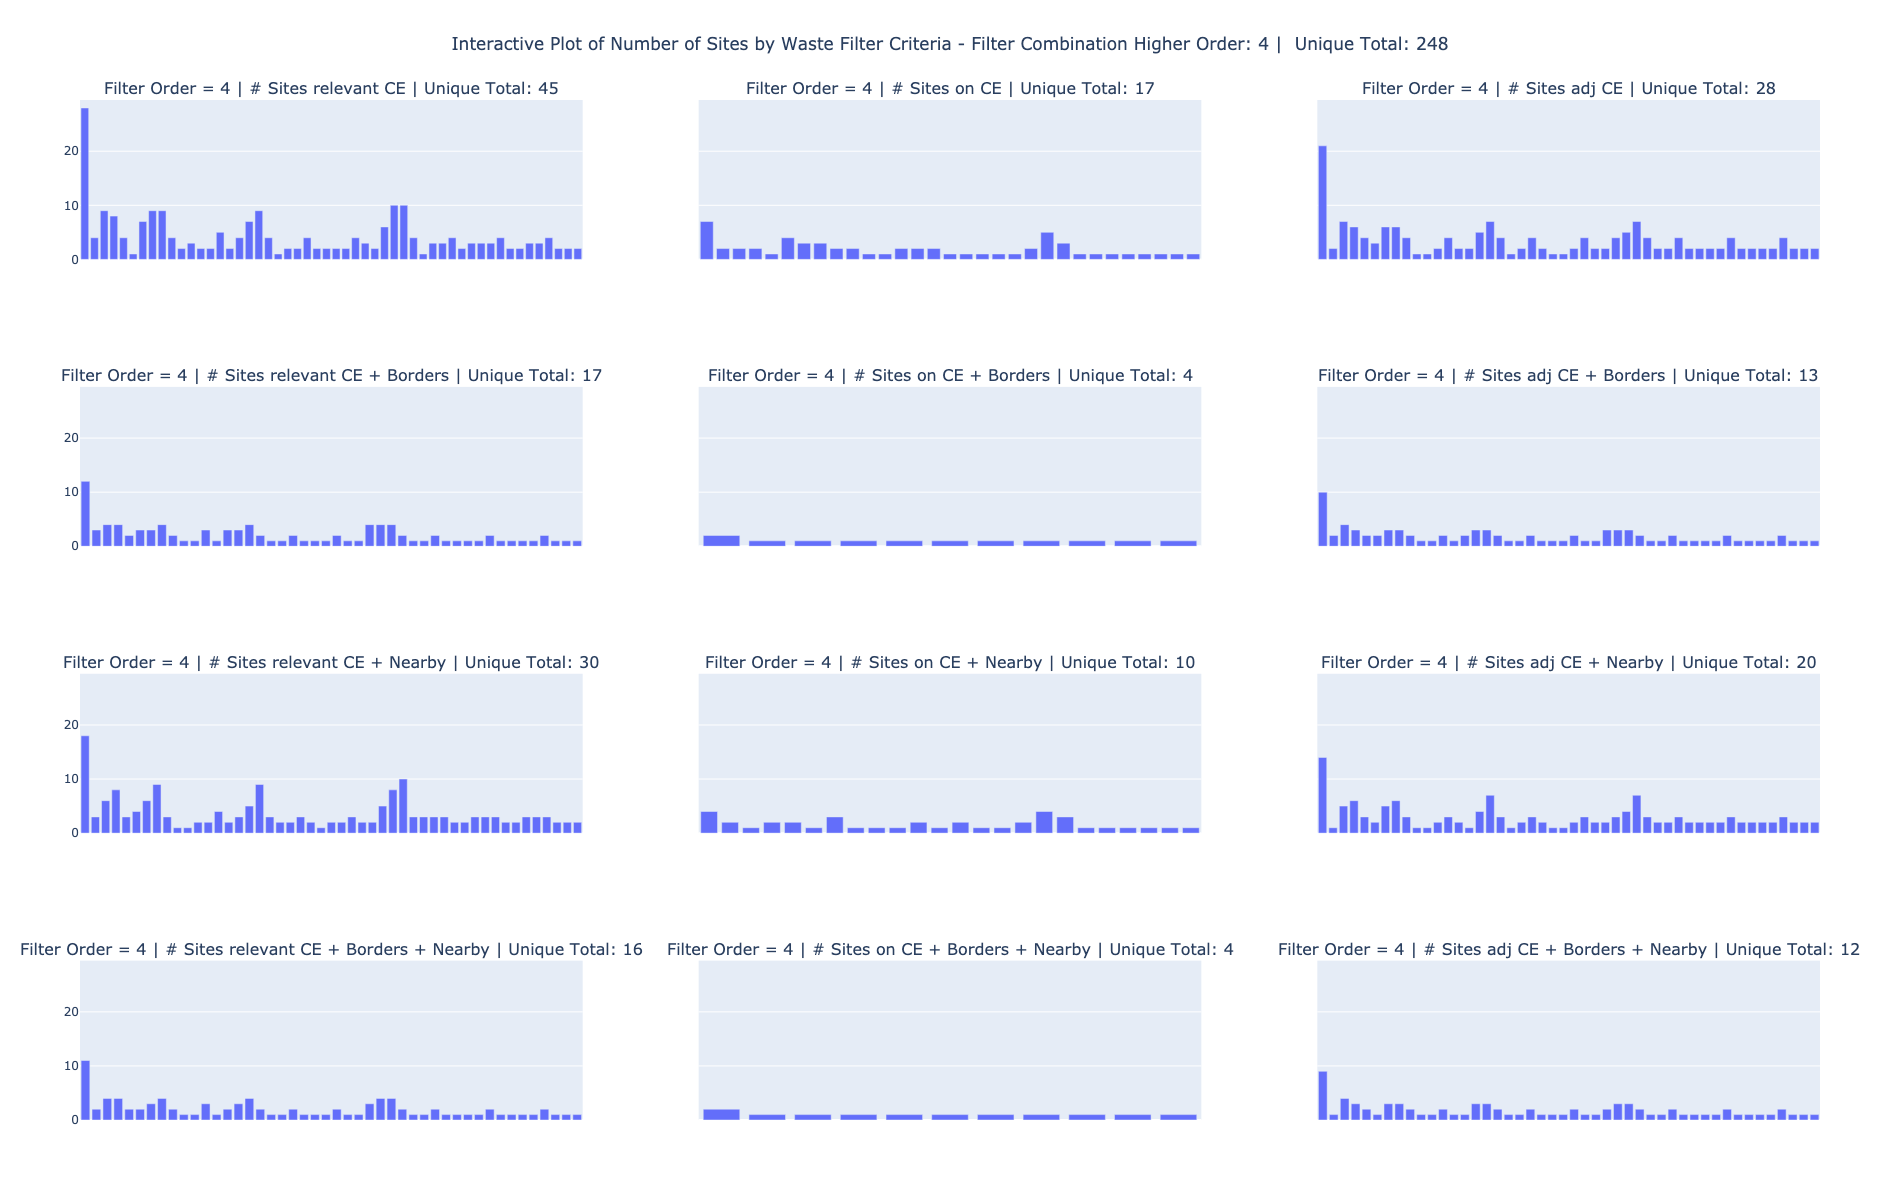 Interactive Plot of Number of Sites by Waste Filter Criteria - Filter Combination Higher Order: 4 |  Unique Total: 248
Filter Order = 4 | # Sites relevant CE | Unique Total: 45
Filter Order = 4 | # Sites on CE | Unique Total: 17
Filter Order = 4 | # Sites adj CE | Unique Total: 28
20
10
0
Filter Order = 4 | # Sites relevant CE + Borders | Unique Total: 17
Filter Order = 4 | # Sites on CE + Borders | Unique Total: 4
Filter Order = 4 | # Sites adj CE + Borders | Unique Total: 13
20
10
0
Filter Order = 4 | # Sites relevant CE + Nearby | Unique Total: 30
Filter Order = 4 | # Sites on CE + Nearby | Unique Total: 10
Filter Order = 4 | # Sites adj CE + Nearby | Unique Total: 20
20
10
0
Filter Order = 4 | # Sites relevant CE + Borders + Nearby | Unique Total: 16
Filter Order = 4 | # Sites on CE + Borders + Nearby | Unique Total: 4
Filter Order = 4 | # Sites adj CE + Borders + Nearby | Unique Total: 12
20
10
0